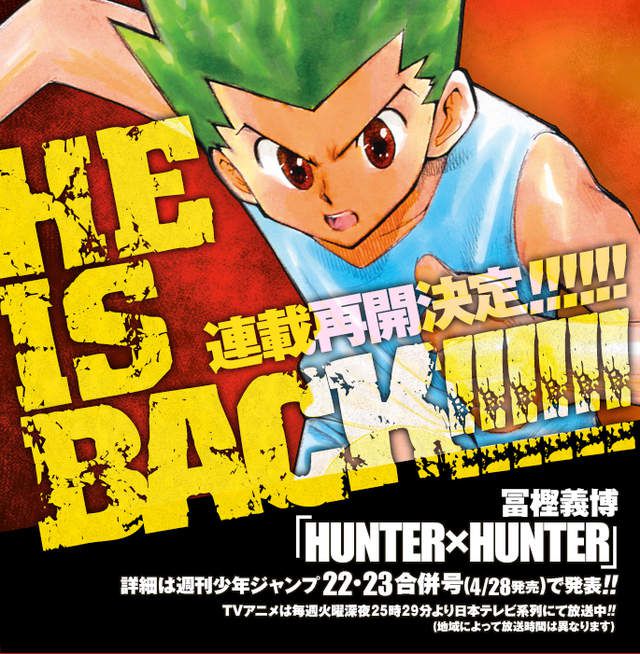 HE
IS
BACK!!!!!!
連載再開決定!!!!!!
冨樫義博
「HUNTER×HUNTER」
詳細は週刊少年ジャンプ22・23合併号(4/28発売)で発表!!
TVアニメは毎週火曜深夜25時29分より日本テレビ系列にて放送中!!
(地域によって放送時間は異なります)